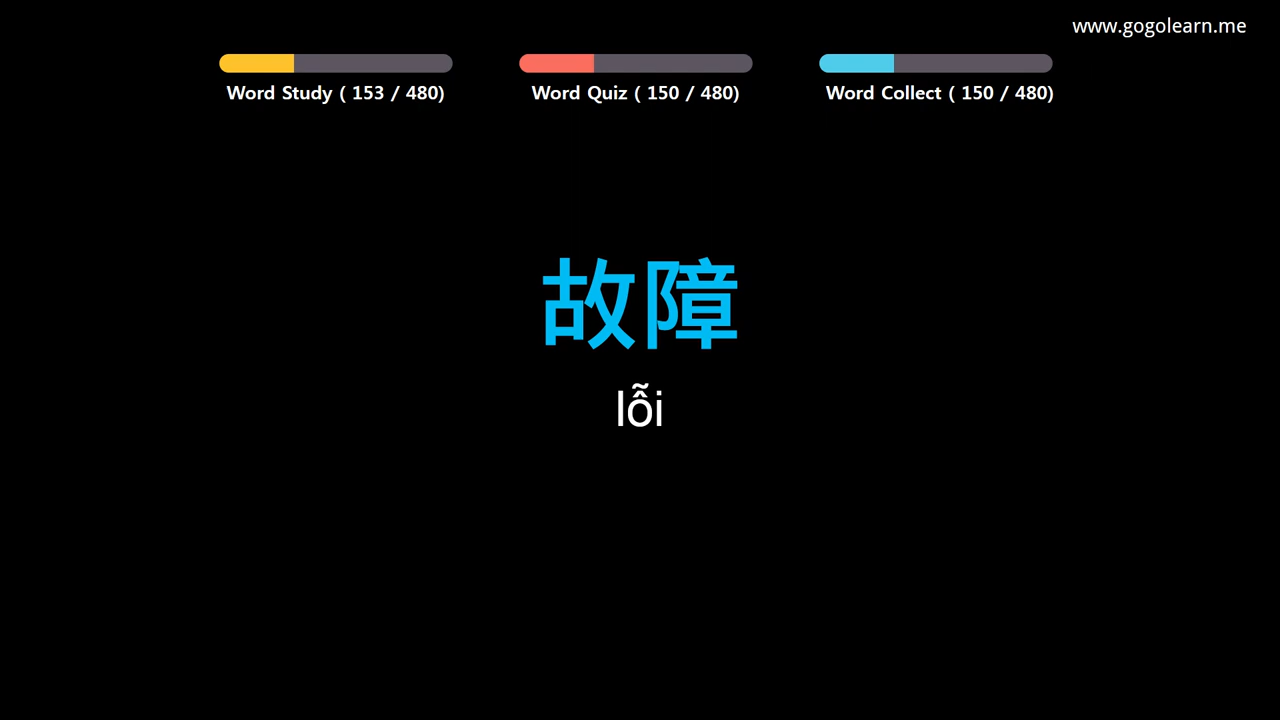 www.gogolearn.me
Word Study ( 153 / 480)
Word Quiz ( 150 / 480)
Word Collect ( 150 / 480)
故障
lỗi